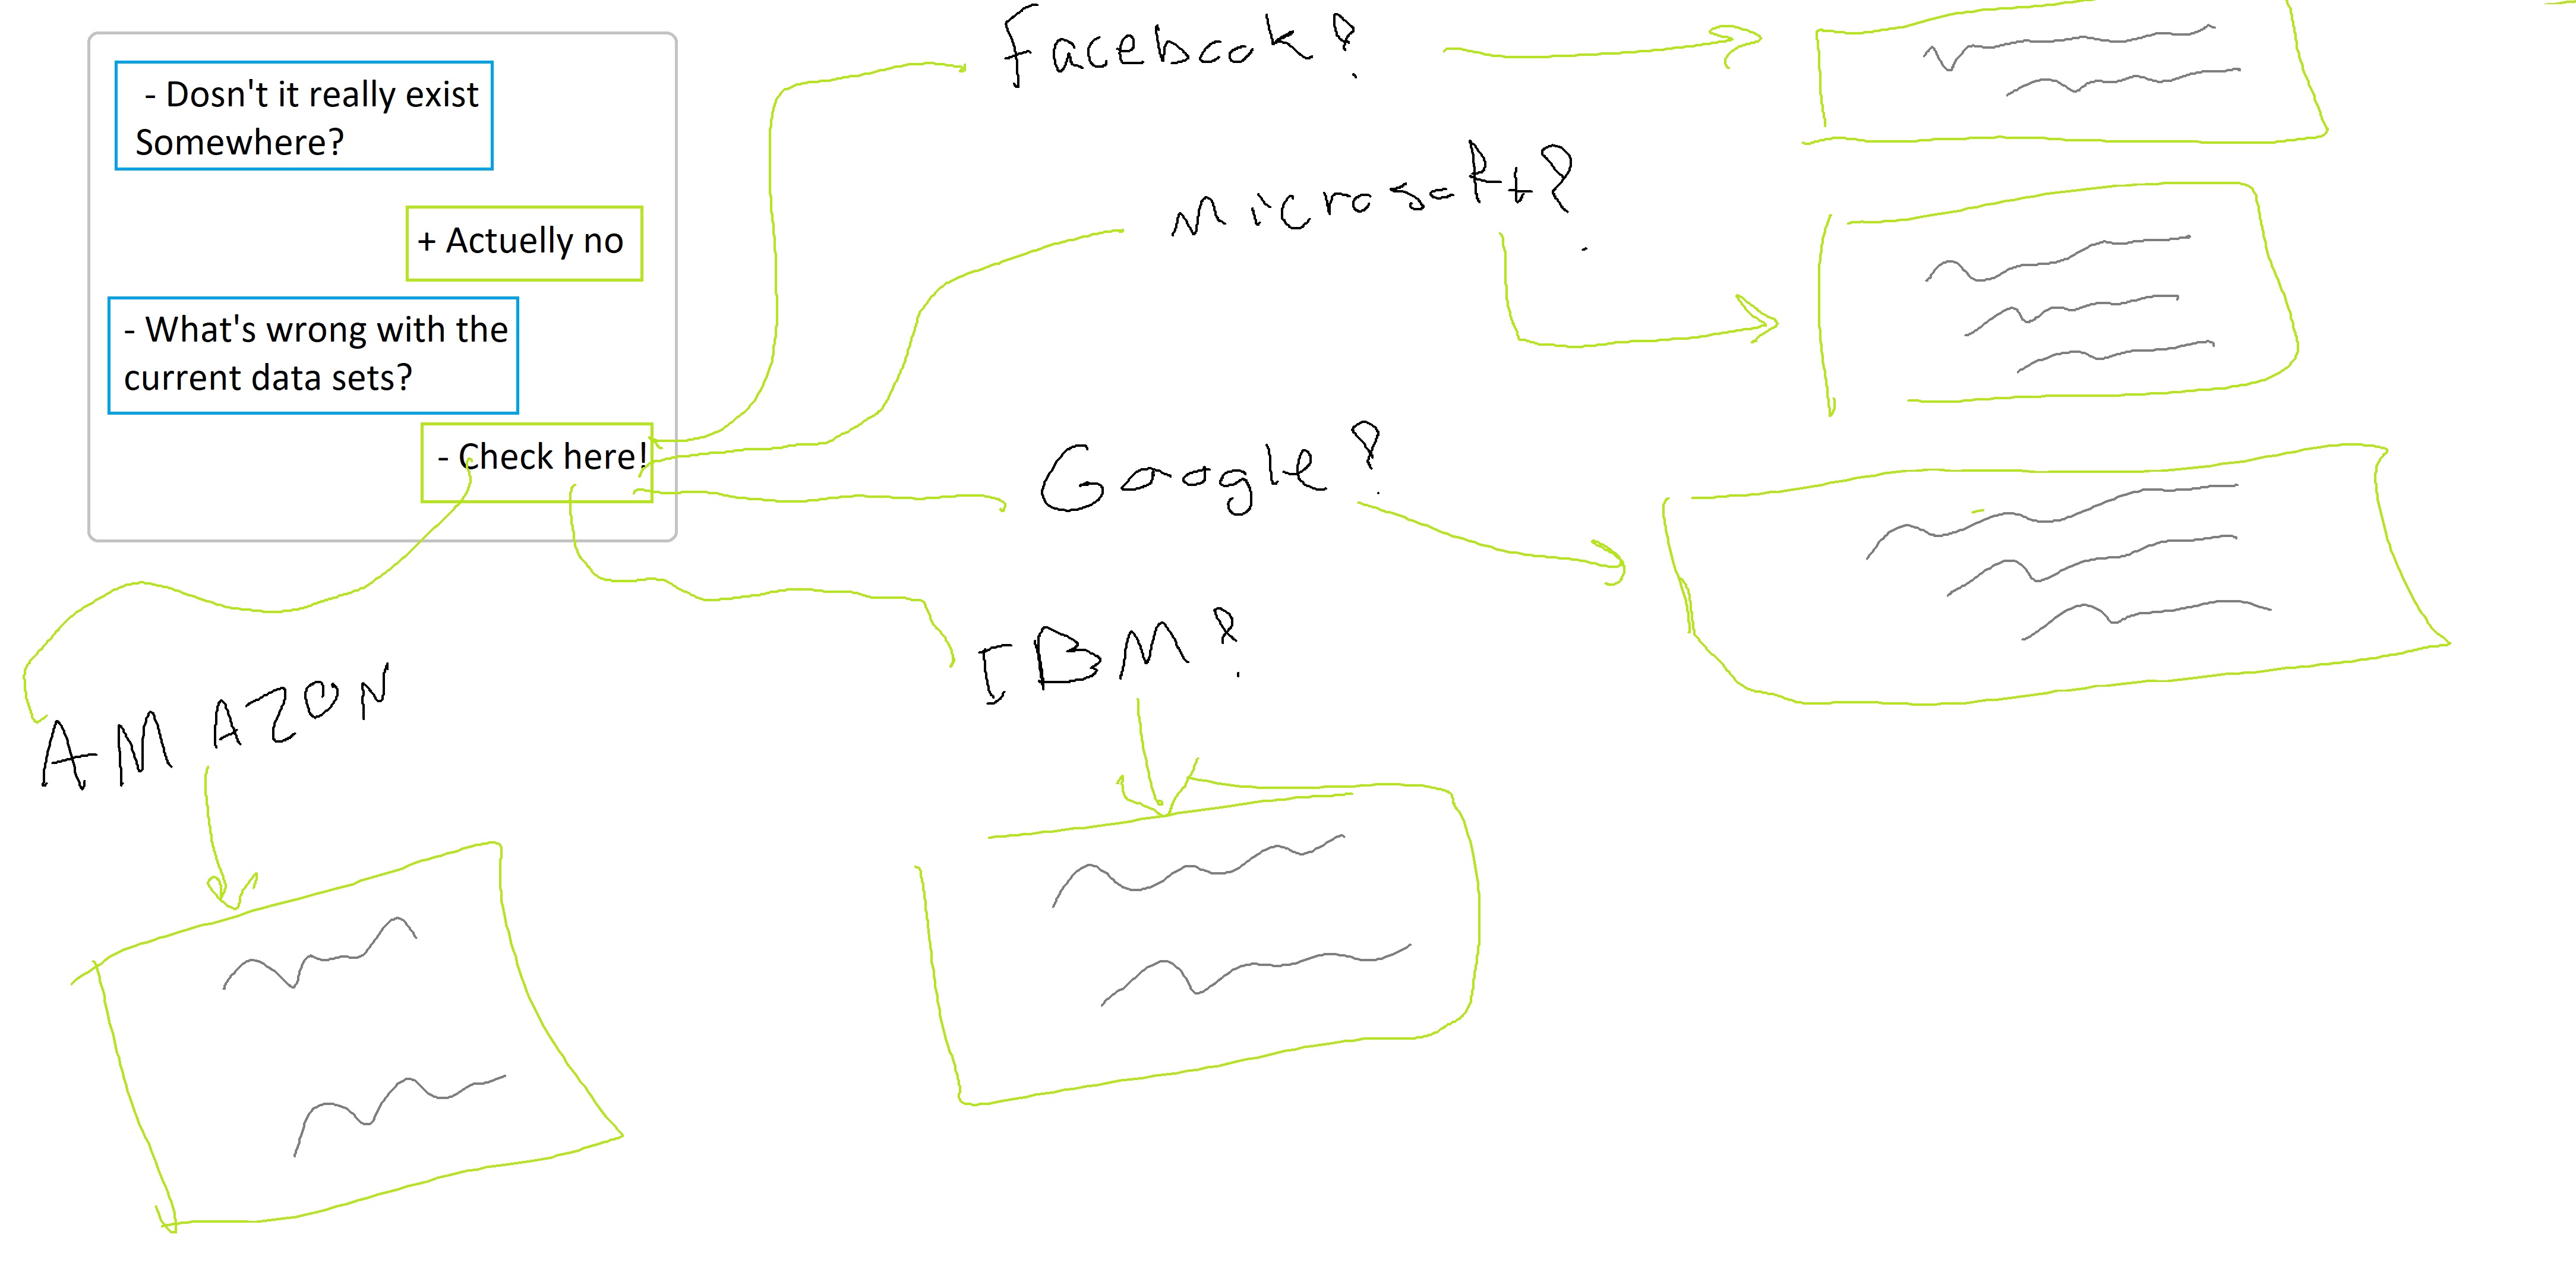 - Dosn't it really exist
Somewhere?
+ Actuelly no
- What's wrong with the
current data sets?
- Check here!
Facebook?
Microsoft?
Google?
IBM?
AMAZON